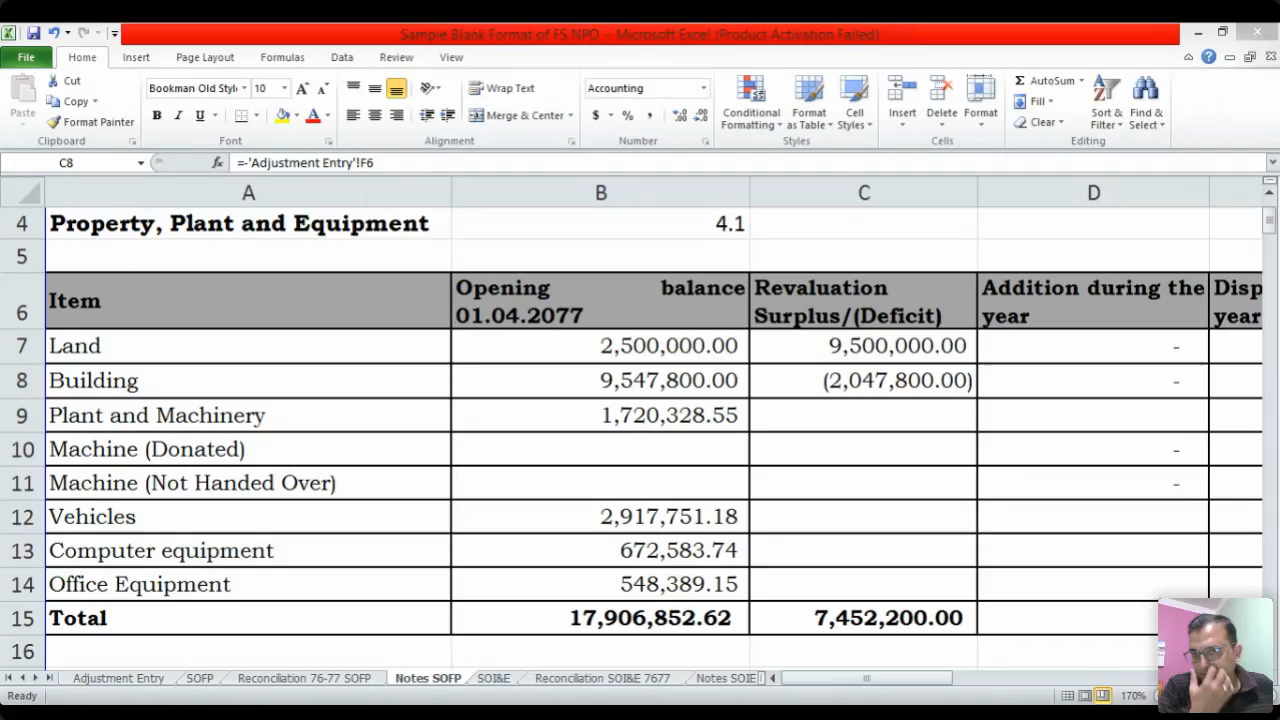 Sample Blank Format of FS NPO - Microsoft Excel (Product Activation Failed)
File Home Insert Page Layout Formulas Data Review View
Paste
Cut
Copy
Format Painter
Clipboard
Bookman Old Styl 10
B I U
Font
Wrap Text
Merge & Center
Alignment
Accounting
$ % ,
Number
Conditional Formatting
Format as Table
Cell Styles
Styles
Insert Delete Format
Cells
Σ AutoSum
Fill
Clear
Sort & Filter
Find & Select
Editing
C8 fx =-'Adjustment Entry'!F6
A B C D
4 Property, Plant and Equipment 4.1
5
6 Item Opening balance 01.04.2077 Revaluation Surplus/(Deficit) Addition during the year Disp year
7 Land 2,500,000.00 9,500,000.00 -
8 Building 9,547,800.00 (2,047,800.00) -
9 Plant and Machinery 1,720,328.55
10 Machine (Donated) -
11 Machine (Not Handed Over) -
12 Vehicles 2,917,751.18
13 Computer equipment 672,583.74
14 Office Equipment 548,389.15
15 Total 17,906,852.62 7,452,200.00
16
Adjustment Entry SOFP Reconciliation 76-77 SOFP Notes SOFP SOI&E Reconciliation SOI&E 7677 Notes SOIE
Ready 170%